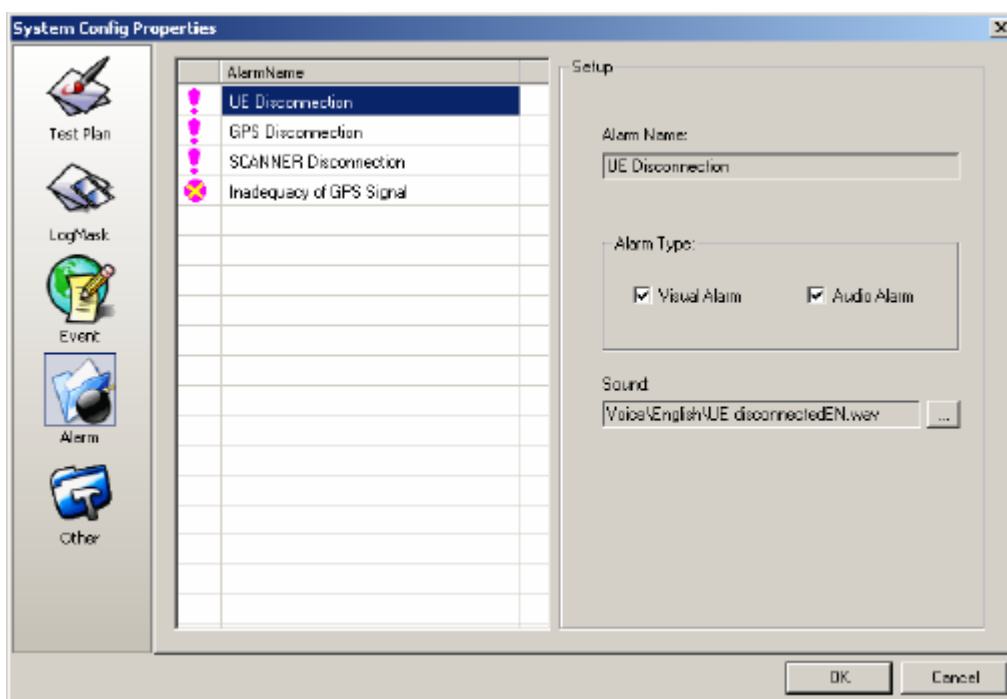 System Config Properties
Test Plan
LogMask
Event
Alarm
Other
AlarmName
UE Disconnection
GPS Disconnection
SCANNER Disconnection
Inadequacy of GPS Signal
Setup
Alarm Name:
UE Disconnection
Alarm Type:
Visual Alarm
Audio Alarm
Sound:
Voice\English\UE disconnectedEN.wav
...
OK
Cancel